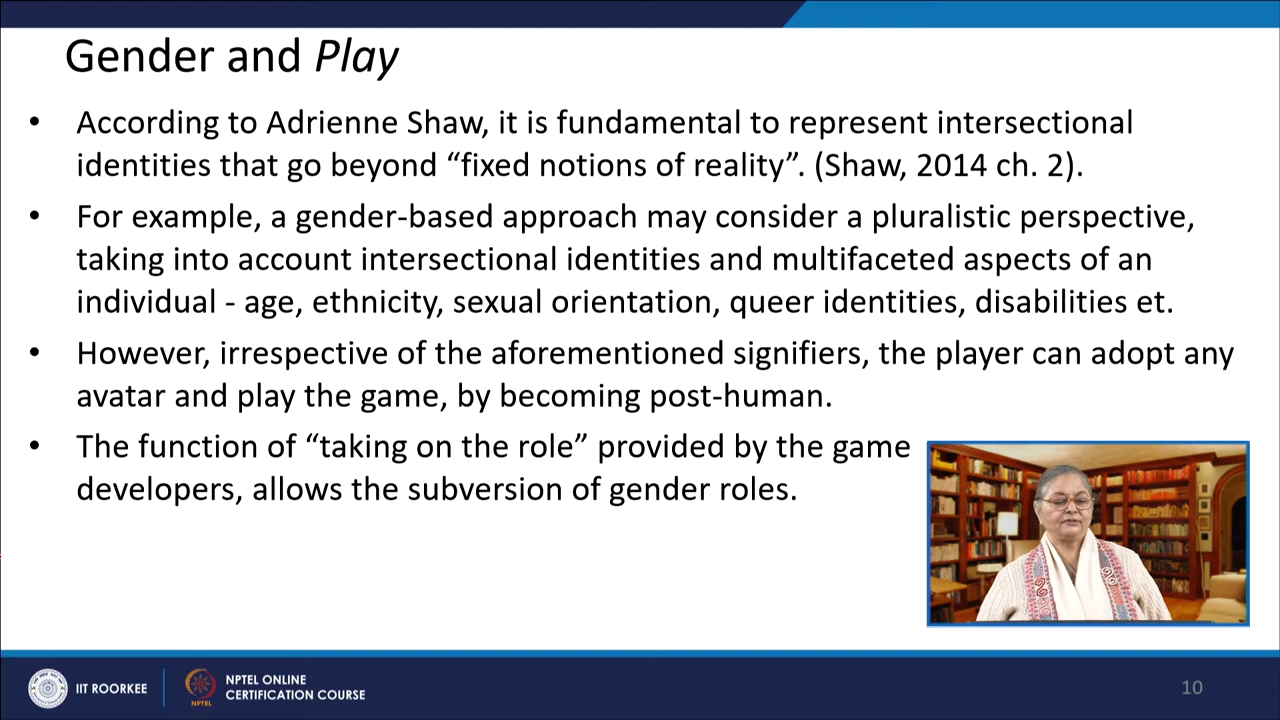 Gender and Play
• According to Adrienne Shaw, it is fundamental to represent intersectional
identities that go beyond “fixed notions of reality”. (Shaw, 2014 ch. 2).
• For example, a gender-based approach may consider a pluralistic perspective,
taking into account intersectional identities and multifaceted aspects of an
individual - age, ethnicity, sexual orientation, queer identities, disabilities et.
• However, irrespective of the aforementioned signifiers, the player can adopt any
avatar and play the game, by becoming post-human.
• The function of “taking on the role” provided by the game
developers, allows the subversion of gender roles.
IIT ROORKEE
NPTEL
NPTEL ONLINE
CERTIFICATION COURSE
10